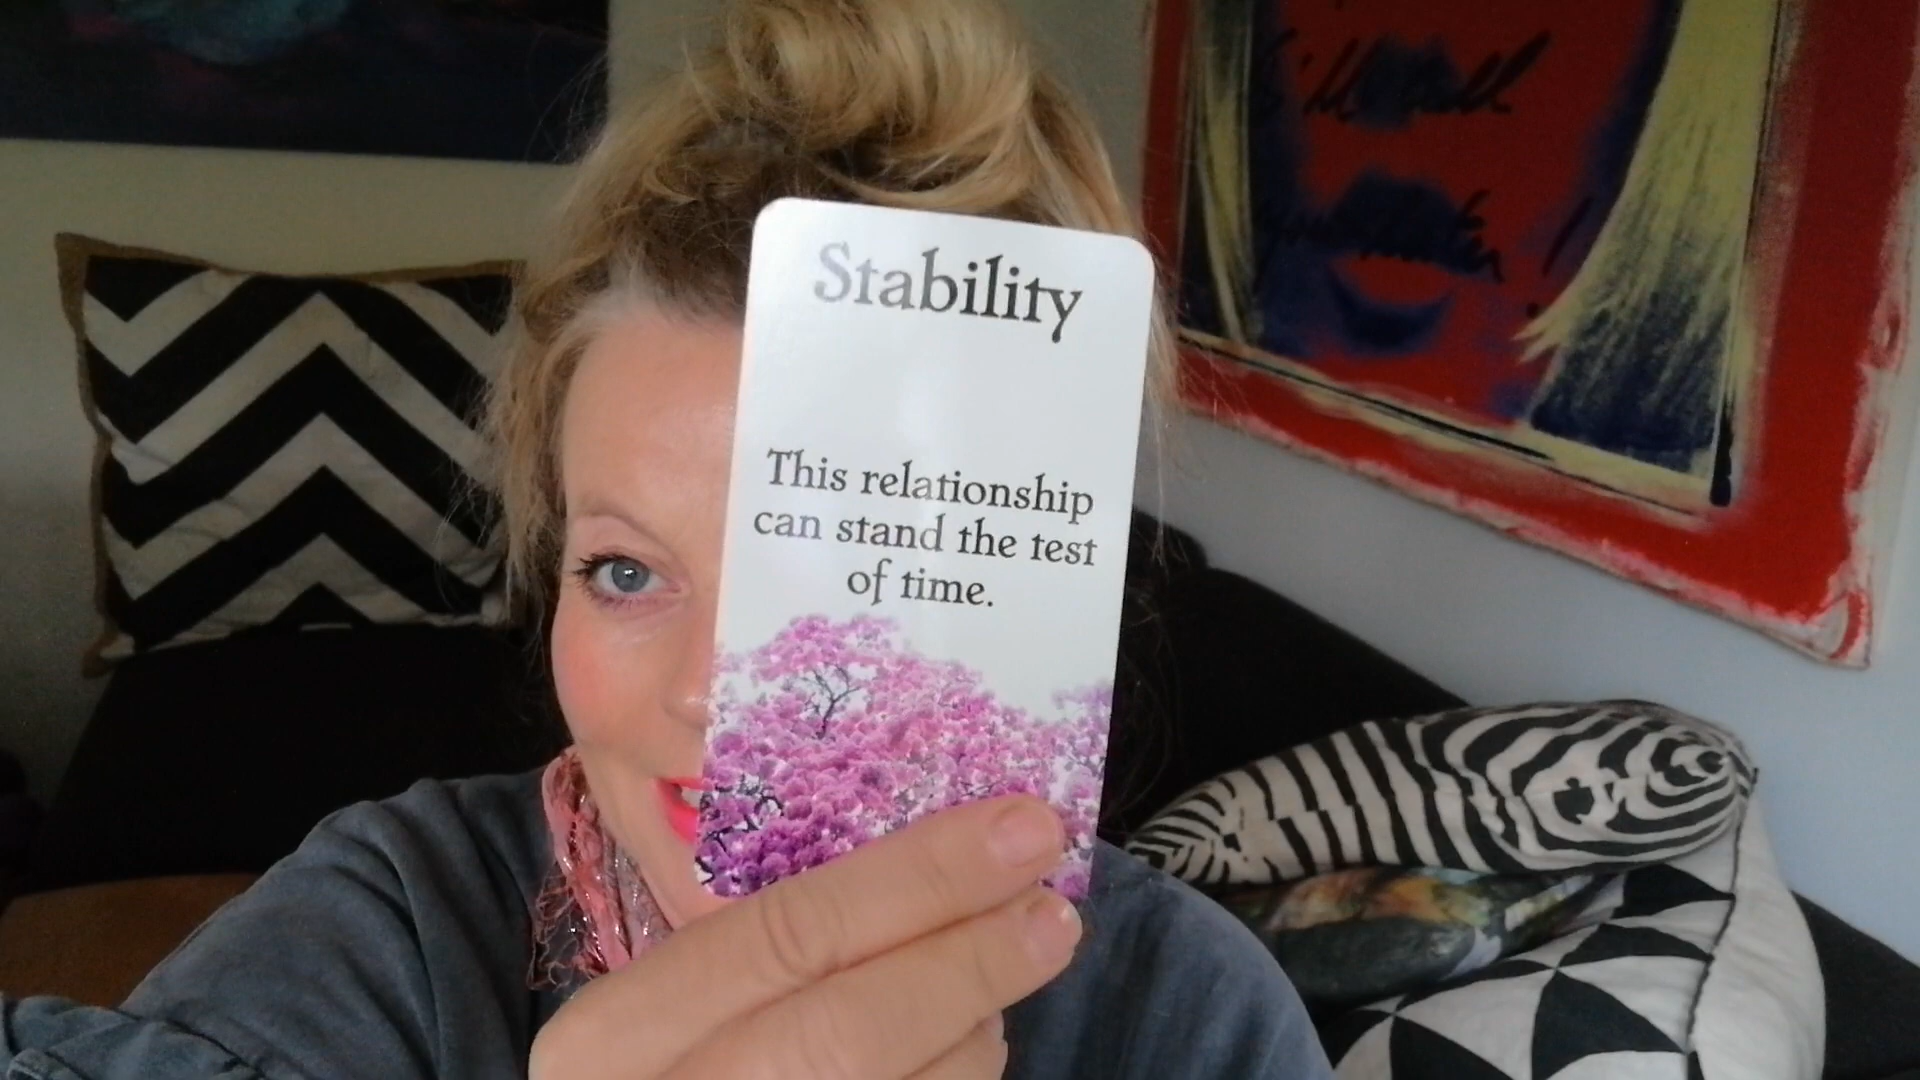 Stability
This relationship
can stand the test
of time.